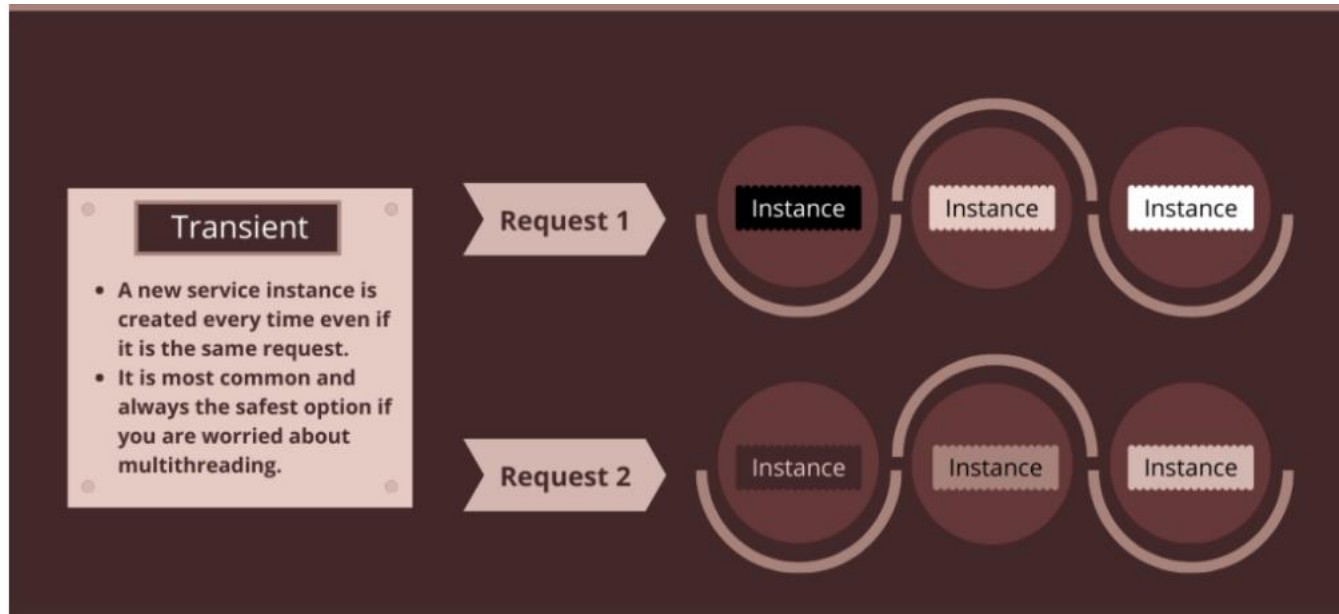 Transient
• A new service instance is
created every time even if
it is the same request.
• It is most common and
always the safest option if
you are worried about
multithreading.
Request 1
Instance
Instance
Instance
Request 2
Instance
Instance
Instance